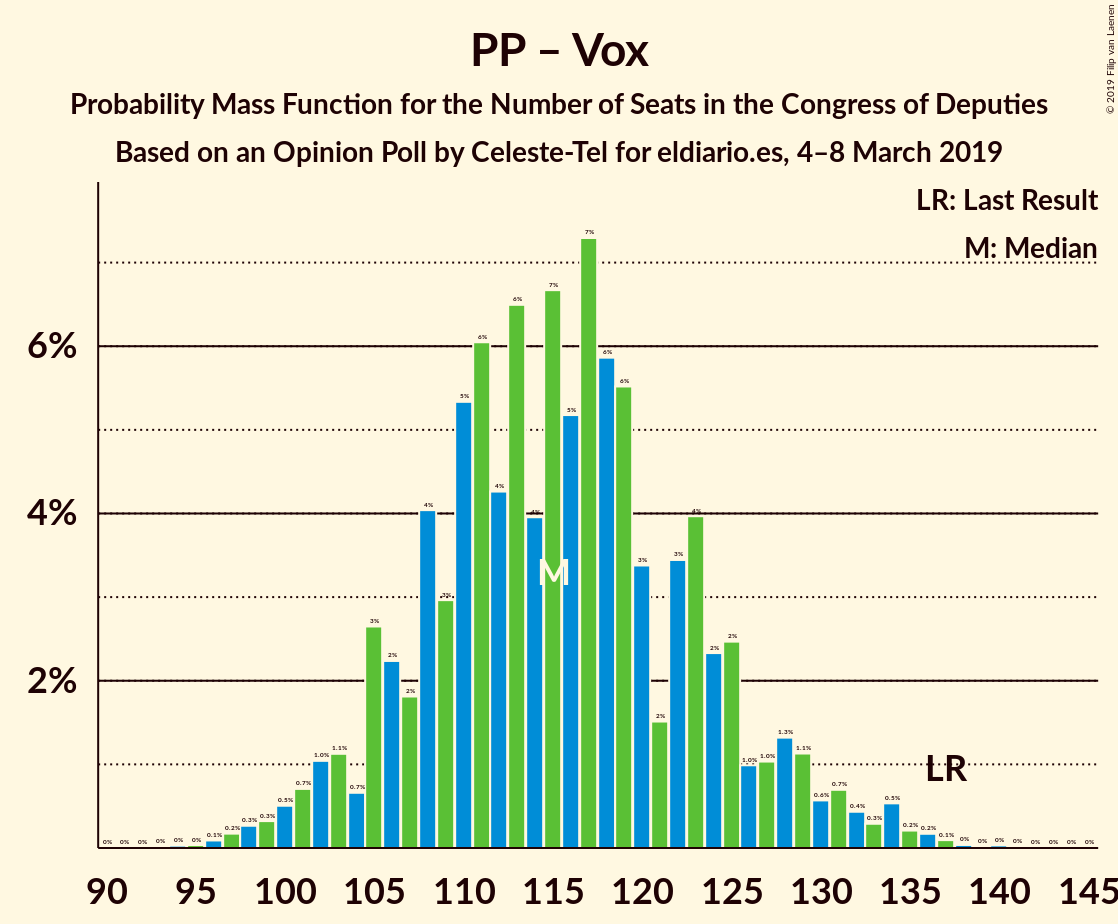 PP – Vox
Probability Mass Function for the Number of Seats in the Congress of Deputies
Based on an Opinion Poll by Celeste-Tel for eldiario.es, 4–8 March 2019
© 2019 Filip van Laenen
LR: Last Result
M: Median
6%
4%
2%
0% 0% 0% 0% 0% 0% 0.1% 0.2% 0.3% 0.3% 0.5% 0.7% 1.0% 1.1% 0.7% 3% 2% 2% 4% 3% 5% 6% 4% 6% 4% 7% 5% 7% 6% 6% 3% 2% 3% 4% 2% 2% 1.0% 1.0% 1.3% 1.1% 0.6% 0.7% 0.4% 0.3% 0.5% 0.2% 0.2% 0.1% 0% 0% 0% 0% 0% 0% 0% 0%
M
LR
90 95 100 105 110 115 120 125 130 135 140 145